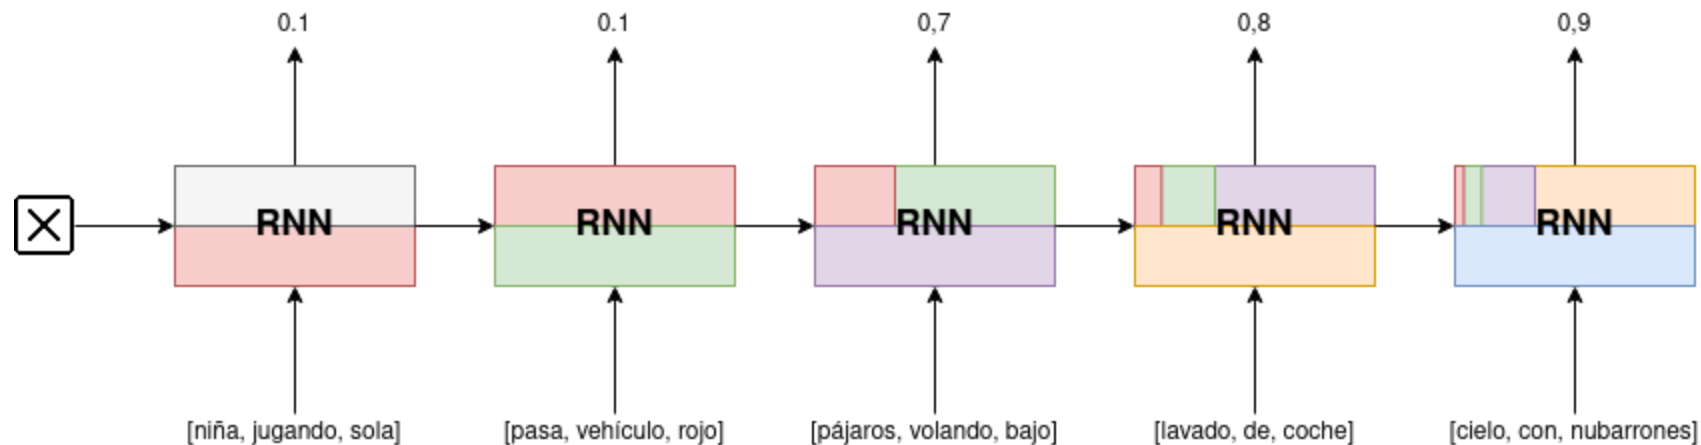 0.1 0.1 0,7 0,8 0,9
RNN RNN RNN RNN RNN
[niña, jugando, sola] [pasa, vehículo, rojo] [pájaros, volando, bajo] [lavado, de, coche] [cielo, con, nubarrones]